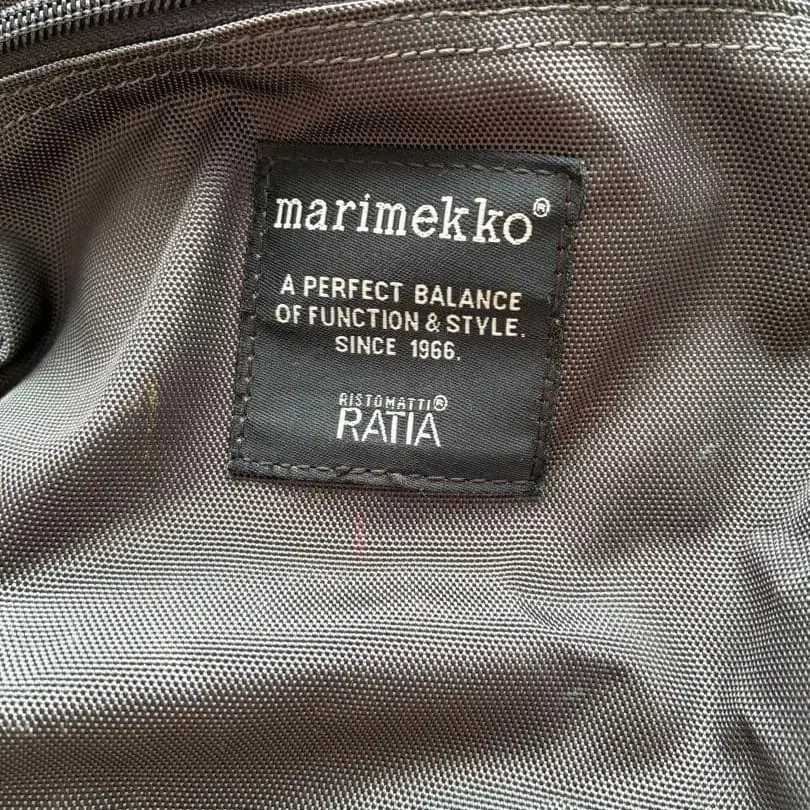 marimekko®
A PERFECT BALANCE
OF FUNCTION & STYLE.
SINCE 1966.
RISTOMATTI®
RATIA